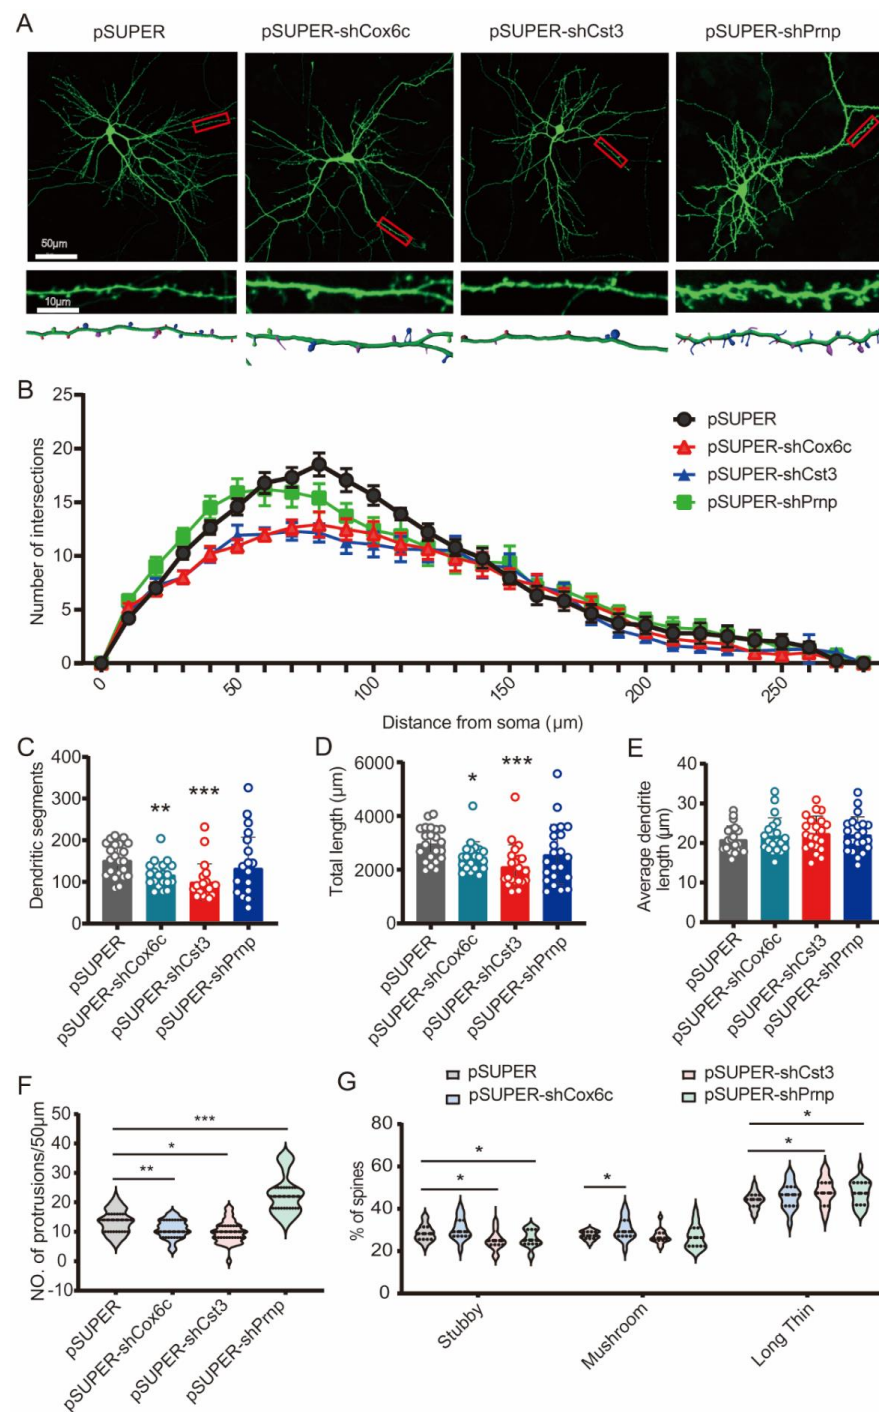 A
pSUPER
pSUPER-shCox6c
pSUPER-shCst3
pSUPER-shPrnp
50μm
10μm
B
Number of intersections
25
20
15
10
5
0
0
50
100
150
200
250
Distance from soma (μm)
pSUPER
pSUPER-shCox6c
pSUPER-shCst3
pSUPER-shPrnp
C
Dendritic segments
400
300
200
100
0
**
***
pSUPER
pSUPER-shCox6c
pSUPER-shCst3
pSUPER-shPrnp
D
Total length (μm)
6000
4000
2000
0
*
***
pSUPER
pSUPER-shCox6c
pSUPER-shCst3
pSUPER-shPrnp
E
Average dendrite
length (μm)
40
30
20
10
0
pSUPER
pSUPER-shCox6c
pSUPER-shCst3
pSUPER-shPrnp
F
NO. of protrusions/50μm
50
40
30
20
10
0
-10
***
*
**
pSUPER
pSUPER-shCox6c
pSUPER-shCst3
pSUPER-shPrnp
G
pSUPER
pSUPER-shCst3
pSUPER-shCox6c
pSUPER-shPrnp
% of spines
80
60
40
20
0
*
*
*
*
*
Stubby
Mushroom
Long Thin